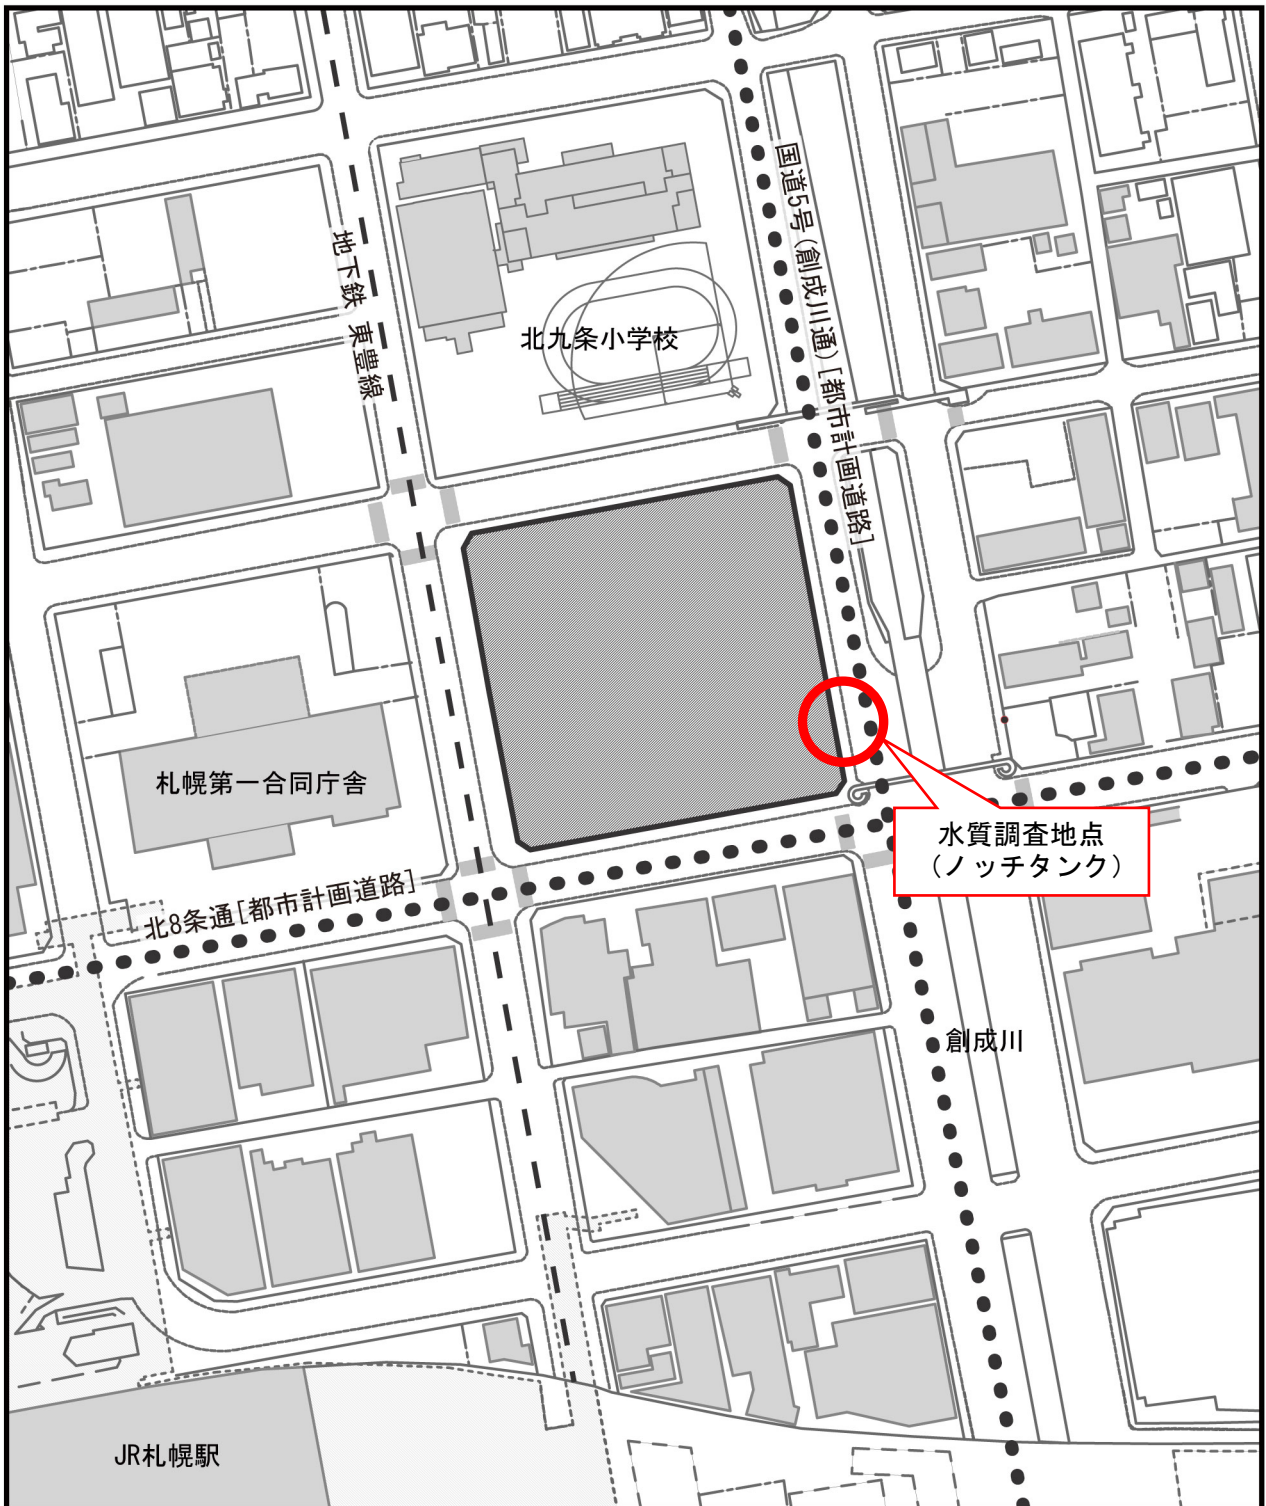 国道5号(創成川通)[都市計画道路]
地下鉄 東豊線
北九条小学校
札幌第一合同庁舎
水質調査地点
(ノッチタンク)
北8条通[都市計画道路]
創成川
JR札幌駅